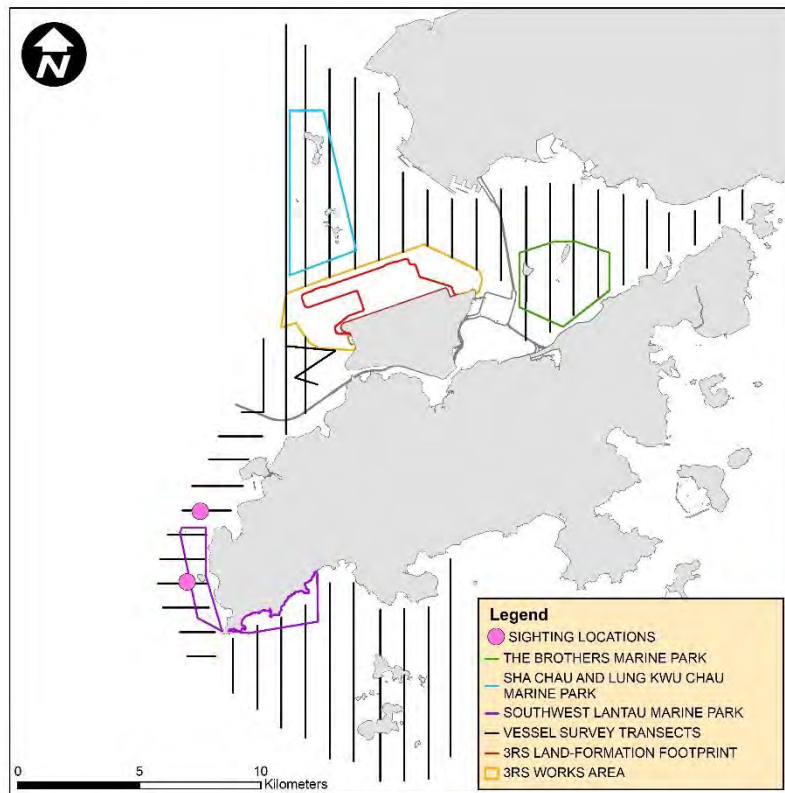 N
Legend
SIGHTING LOCATIONS
THE BROTHERS MARINE PARK
SHA CHAU AND LUNG KWU CHAU
MARINE PARK
SOUTHWEST LANTAU MARINE PARK
VESSEL SURVEY TRANSECTS
3RS LAND-FORMATION FOOTPRINT
3RS WORKS AREA
0 5 10
Kilometers